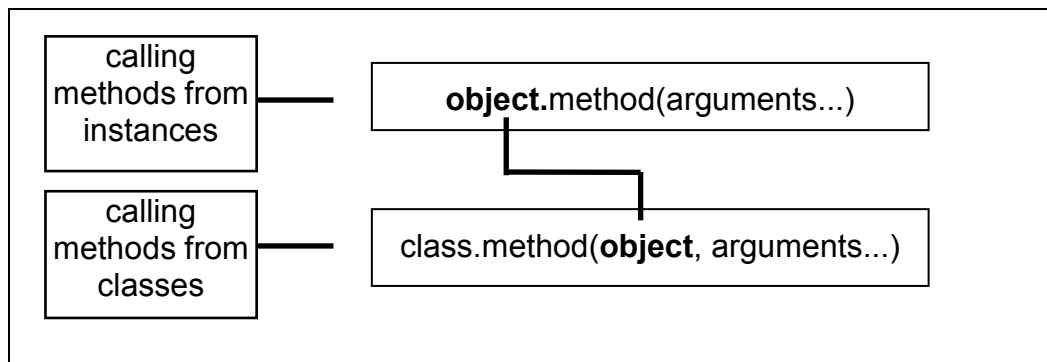 calling
methods from
instances
object.method(arguments...)
calling
methods from
classes
class.method(object, arguments...)